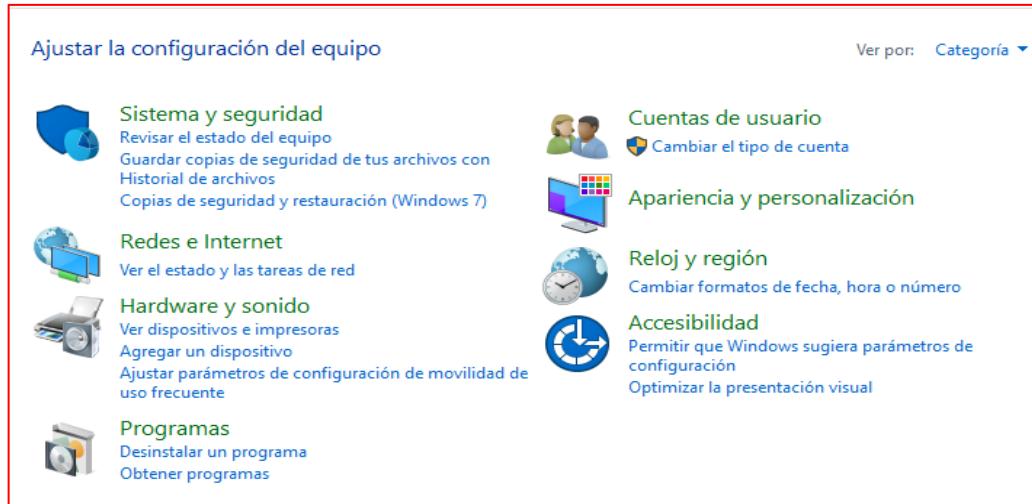 Ajustar la configuración del equipo
Ver por: Categoría
Sistema y seguridad
Revisar el estado del equipo
Guardar copias de seguridad de tus archivos con
Historial de archivos
Copias de seguridad y restauración (Windows 7)
Redes e Internet
Ver el estado y las tareas de red
Hardware y sonido
Ver dispositivos e impresoras
Agregar un dispositivo
Ajustar parámetros de configuración de movilidad de
uso frecuente
Programas
Desinstalar un programa
Obtener programas
Cuentas de usuario
Cambiar el tipo de cuenta
Apariencia y personalización
Reloj y región
Cambiar formatos de fecha, hora o número
Accesibilidad
Permitir que Windows sugiera parámetros de
configuración
Optimizar la presentación visual